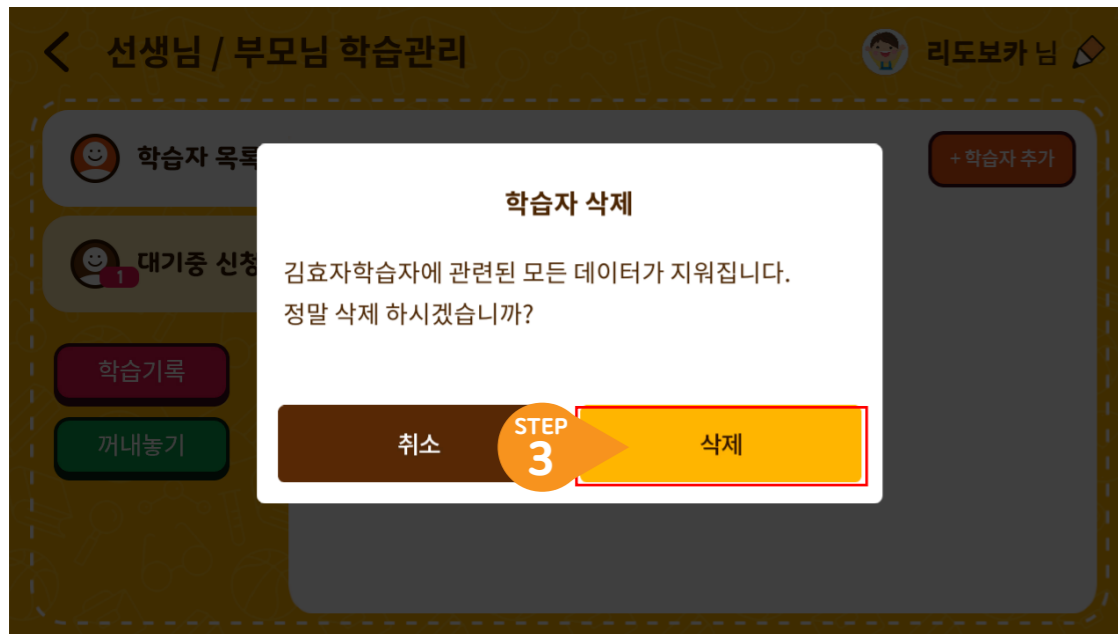 선생님 / 부모님 학습관리
리도보카 님
학습자 목록
+ 학습자 추가
대기중 신청
1
학습기록
꺼내놓기
학습자 삭제
김효자학습자에 관련된 모든 데이터가 지워집니다.
정말 삭제 하시겠습니까?
취소
STEP
3
삭제